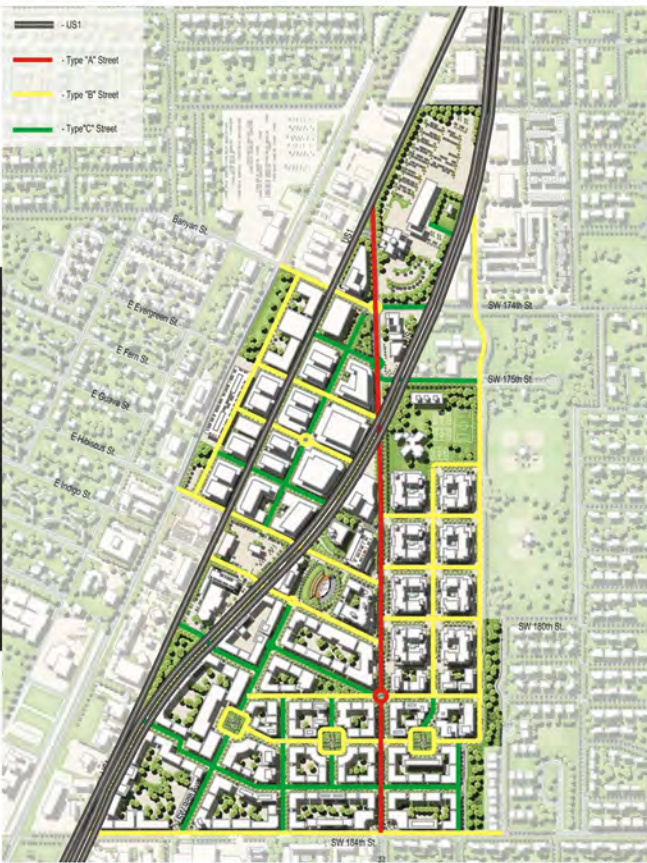 - US1
- Type "A" Street
- Type "B" Street
- Type"C" Street
Banyan St.
US1
E Evergreen St.
SW 174th St
E Fern St.
SW 175th St
E Guava St.
E Hibiscus St.
E Indigo St.
SW 180th St.
SW 184th St